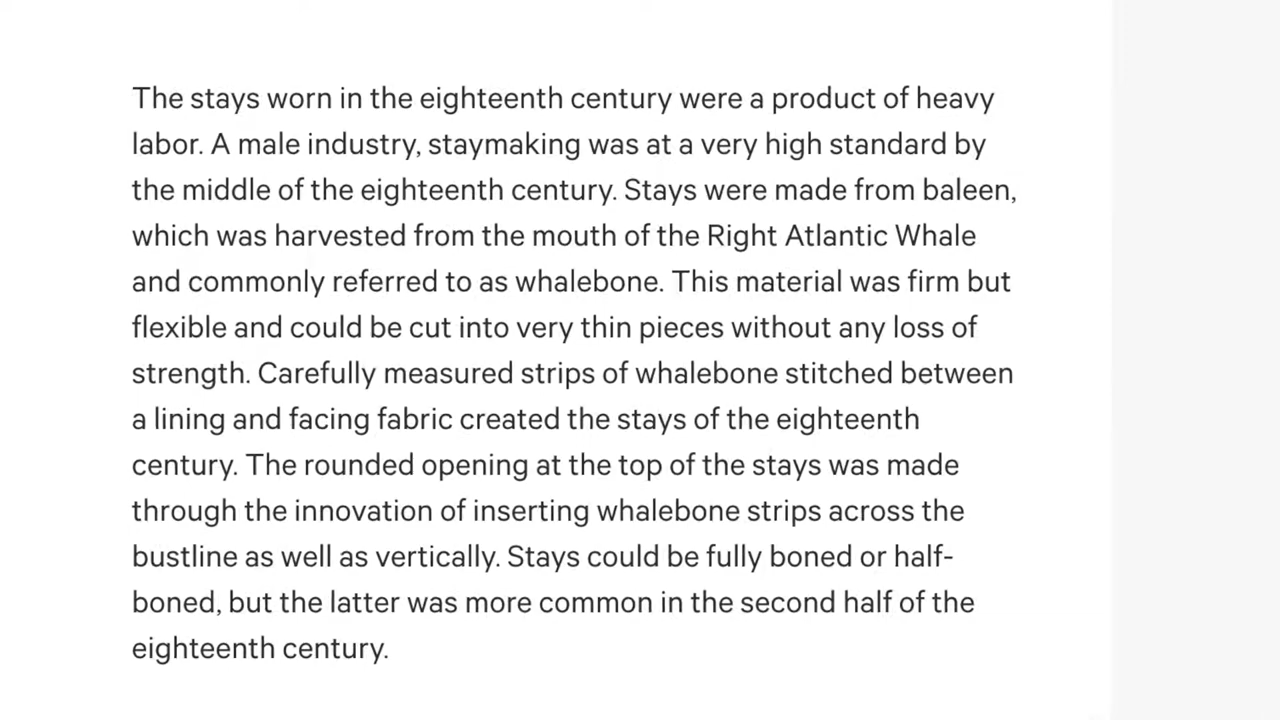 The stays worn in the eighteenth century were a product of heavy
labor. A male industry, staymaking was at a very high standard by
the middle of the eighteenth century. Stays were made from baleen,
which was harvested from the mouth of the Right Atlantic Whale
and commonly referred to as whalebone. This material was firm but
flexible and could be cut into very thin pieces without any loss of
strength. Carefully measured strips of whalebone stitched between
a lining and facing fabric created the stays of the eighteenth
century. The rounded opening at the top of the stays was made
through the innovation of inserting whalebone strips across the
bustline as well as vertically. Stays could be fully boned or half-
boned, but the latter was more common in the second half of the
eighteenth century.